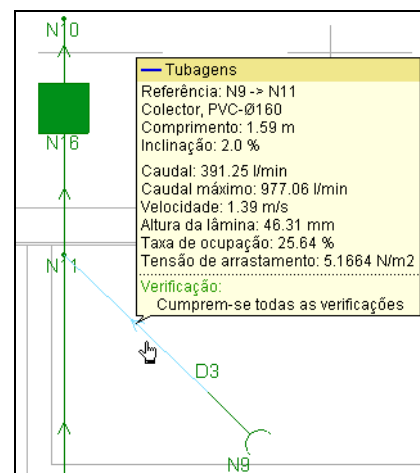 N10
Tubagens
Referência: N9 -> N11
Colector, PVC-Ø160
Comprimento: 1.59 m
Inclinação: 2.0 %
N16
Caudal: 391.25 l/min
Caudal máximo: 977.06 l/min
Velocidade: 1.39 m/s
Altura da lâmina: 46.31 mm
Taxa de ocupação: 25.64 %
Tensão de arrastamento: 5.1664 N/m2
N11
Verificação:
Cumprem-se todas as verificações
D3
N9